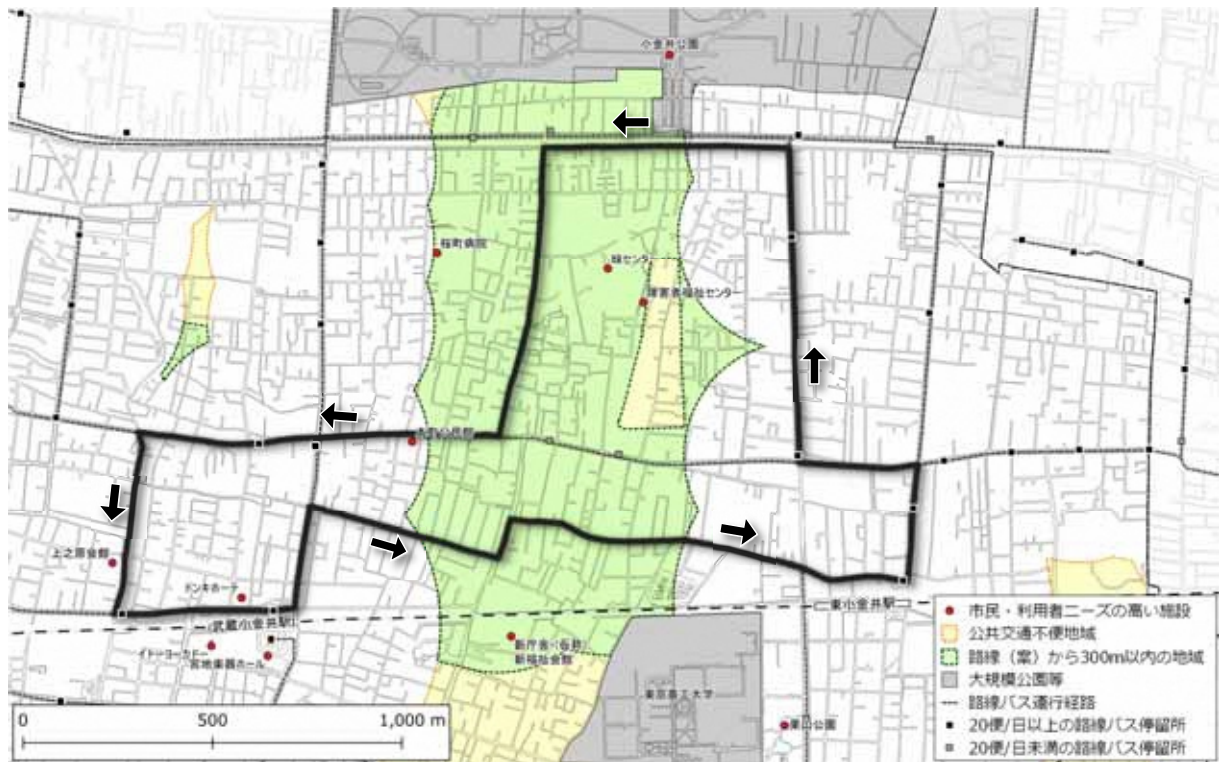 小金井公園
桜町病院
緑センター
障害者福祉センター
上之原会館
ドンキホーテ
武蔵小金井駅
東小金井駅
イトーヨーカドー
宮地楽器ホール
新庁舎・(仮称)
新福祉会館
東京農工大学
栗山公園
市民・利用者ニーズの高い施設
公共交通不便地域
路線（案）から300m以内の地域
大規模公園等
路線バス運行経路
20便/日以上の路線バス停留所
20便/日未満の路線バス停留所
0 500 1,000 m